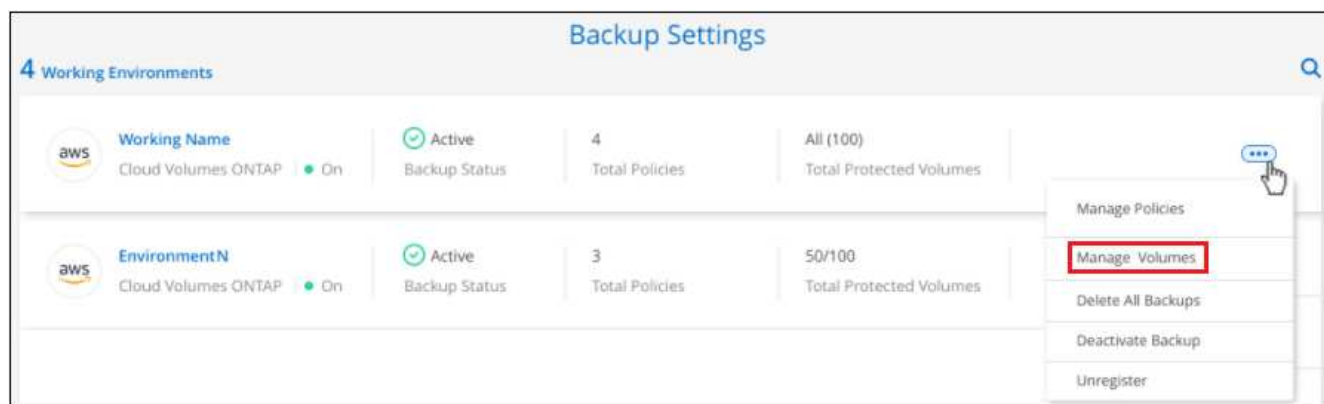 Backup Settings
4 Working Environments
aws
Working Name
Cloud Volumes ONTAP
On
Active
Backup Status
4
Total Policies
All (100)
Total Protected Volumes
Manage Policies
Manage Volumes
Delete All Backups
Deactivate Backup
Unregister
aws
EnvironmentN
Cloud Volumes ONTAP
On
Active
Backup Status
3
Total Policies
50/100
Total Protected Volumes